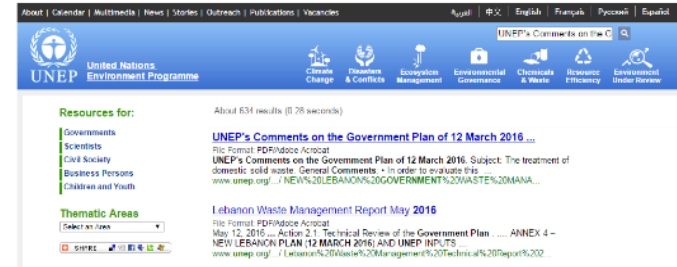 About | Calendar | Multimedia | News | Stories | Outreach | Publications | Vacancies
العربية | 中文 | English | Français | Русский | Español
UNEP's Comments on the G
UNEP
United Nations
Environment Programme
Climate Change
Disasters & Conflicts
Ecosystem Management
Environmental Governance
Chemicals & Waste
Resource Efficiency
Environment Under Review
Resources for:
Governments
Scientists
Civil Society
Business Persons
Children and Youth
Thematic Areas
Select an Area
SHARE
About 634 results (0.28 seconds)
UNEP's Comments on the Government Plan of 12 March 2016 ...
File Format: PDF/Adobe Acrobat
UNEP's Comments on the Government Plan of 12 March 2016. Subject: The treatment of
domestic solid waste. General Comments: • In order to evaluate this ...
www.unep.org/.../ NEW%20LEBANON%20GOVERNMENT%20WASTE%20MANA...
Lebanon Waste Management Report May 2016
File Format: PDF/Adobe Acrobat
May 12, 2016 ... Action 2.1: Technical Review of the Government Plan . .... ANNEX 4 –
NEW LEBANON PLAN (12 MARCH 2016) AND UNEP INPUTS ...
www.unep.org/.../ Lebanon%20Waste%20Management%20Technical%20Report%202...